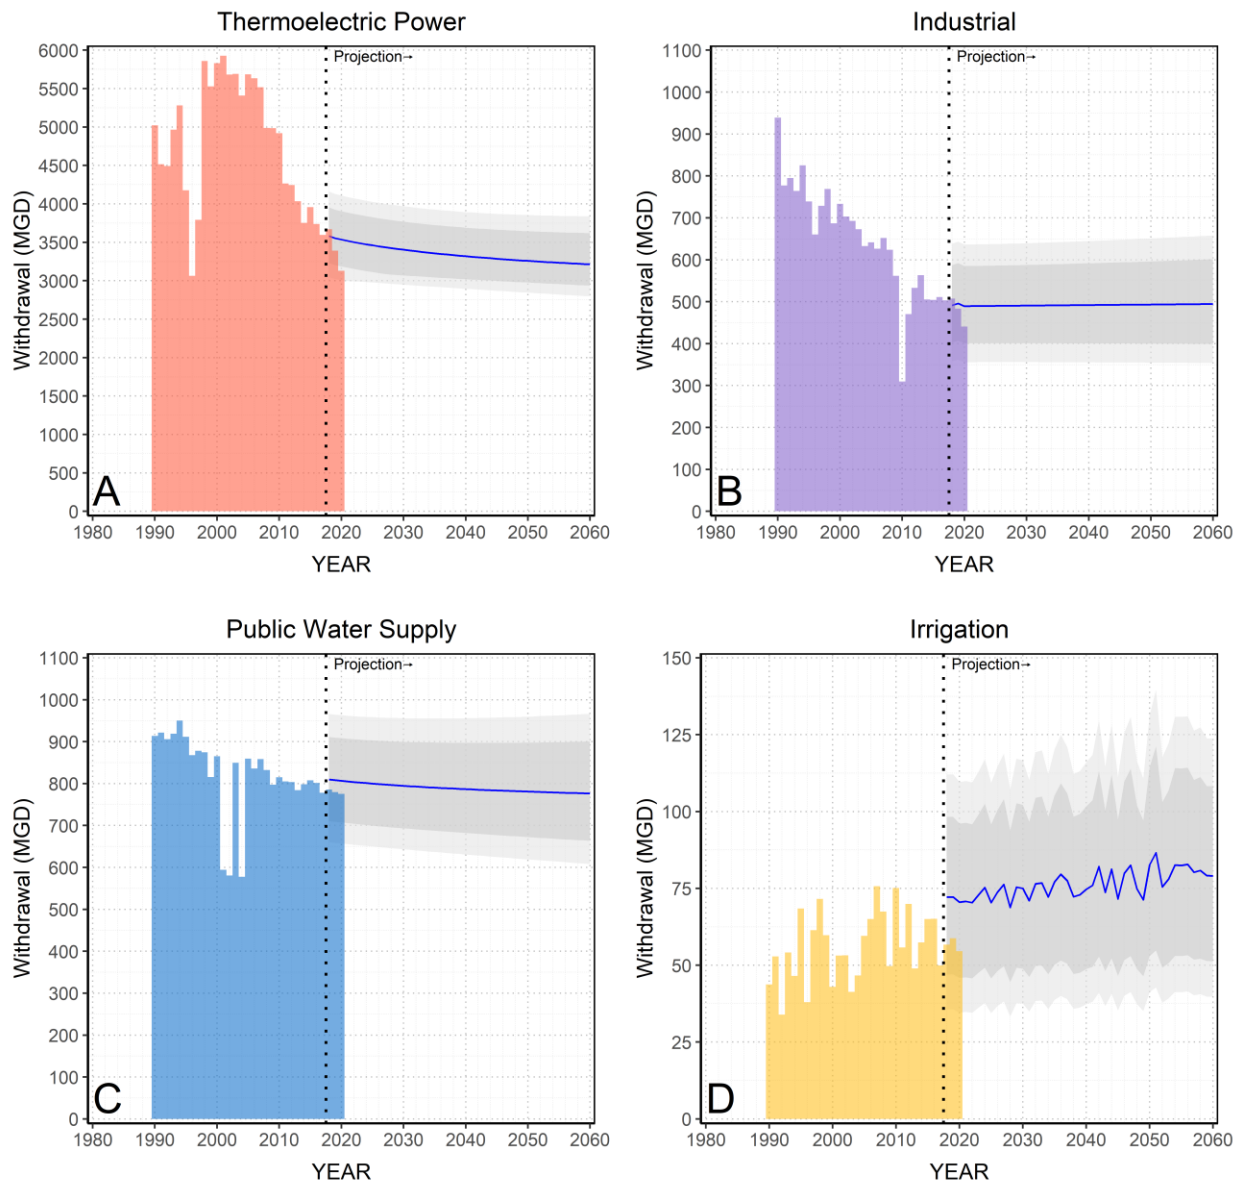 Thermoelectric Power
Industrial
6000
5500
5000
4500
4000
3500
3000
2500
2000
1500
1000
500
0
Withdrawal (MGD)
Projection→
A
1980 1990 2000 2010 2020 2030 2040 2050 2060
YEAR
1100
1000
900
800
700
600
500
400
300
200
100
0
Withdrawal (MGD)
Projection→
B
1980 1990 2000 2010 2020 2030 2040 2050 2060
YEAR
Public Water Supply
Irrigation
1100
1000
900
800
700
600
500
400
300
200
100
0
Withdrawal (MGD)
Projection→
C
1980 1990 2000 2010 2020 2030 2040 2050 2060
YEAR
150
125
100
75
50
25
0
Withdrawal (MGD)
Projection→
D
1980 1990 2000 2010 2020 2030 2040 2050 2060
YEAR